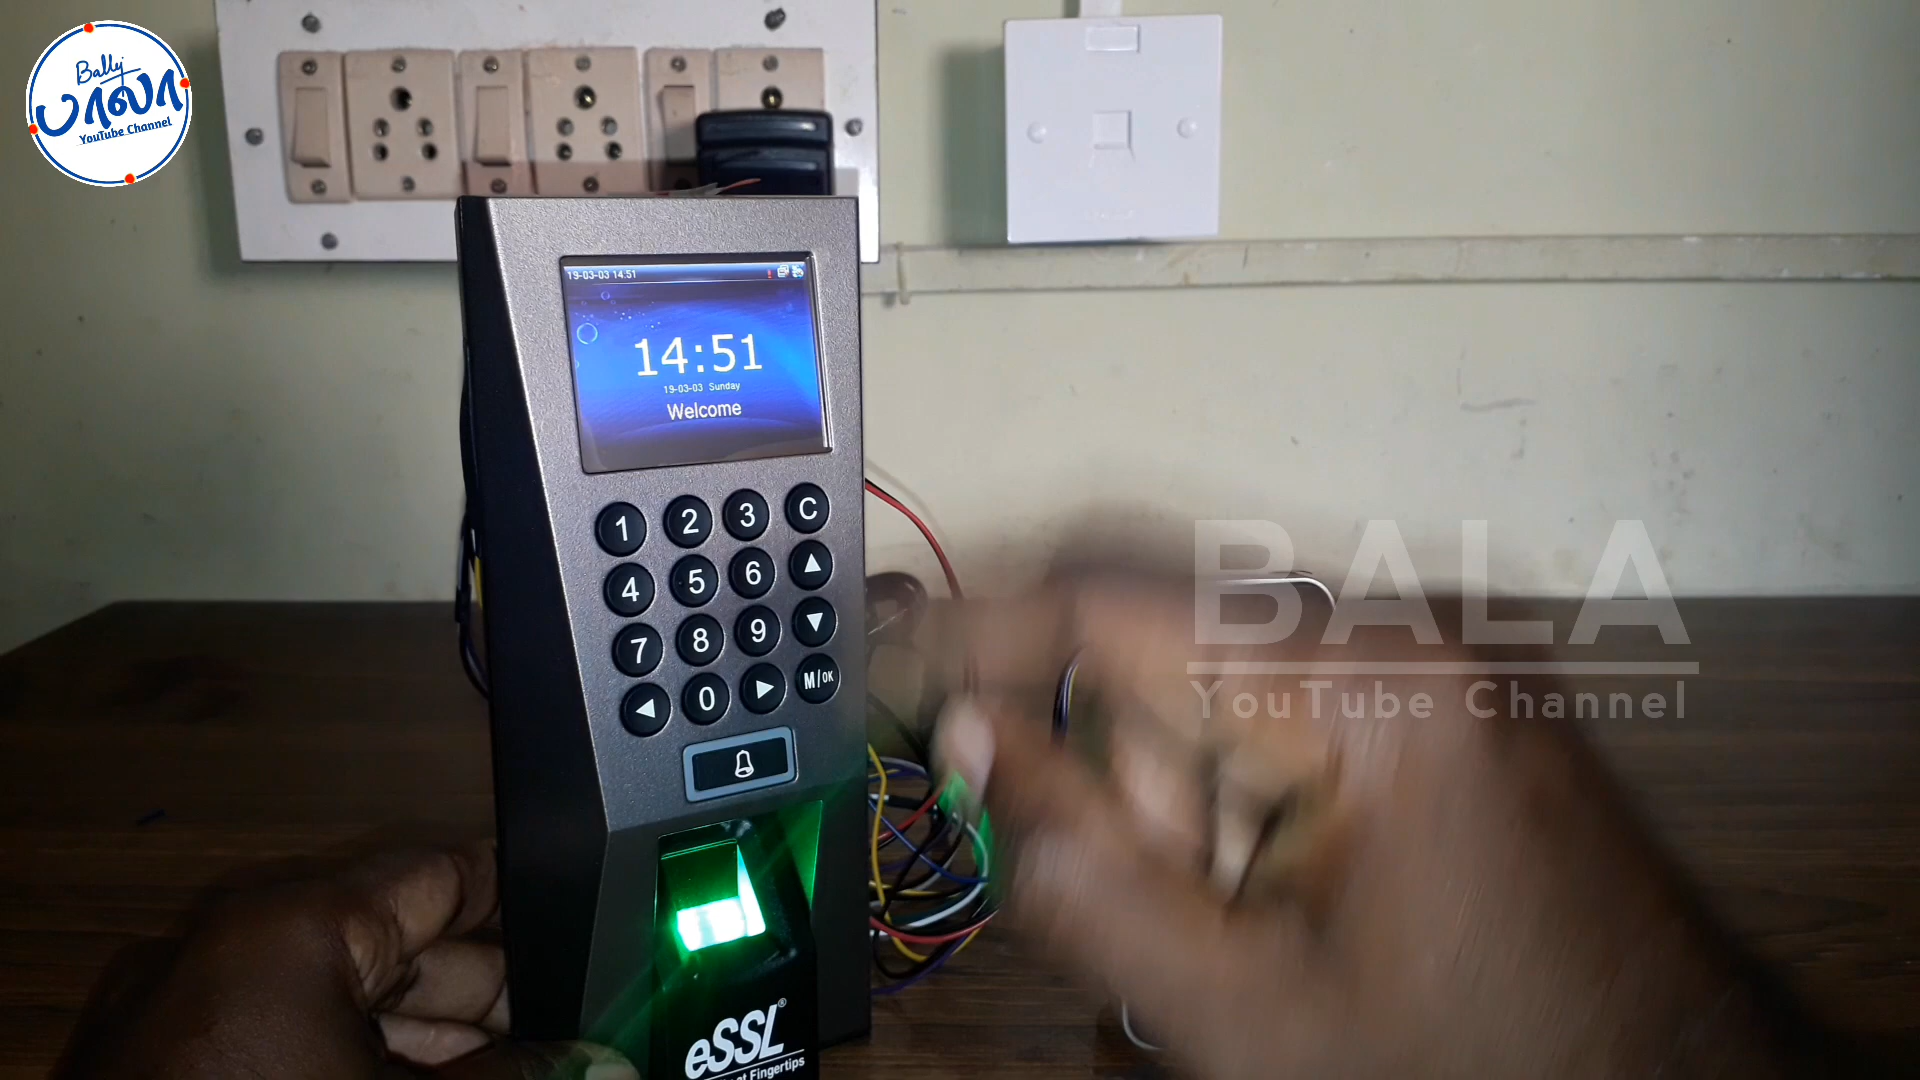 Bally
பாலா
YouTube Channel
19-03-03 14:51
14:51
19-03-03 Sunday
Welcome
1 2 3 C
4 5 6 ▲
7 8 9 ▼
◀ 0 ▶ M/OK
BALA
YouTube Channel
eSSL®
at Fingertips